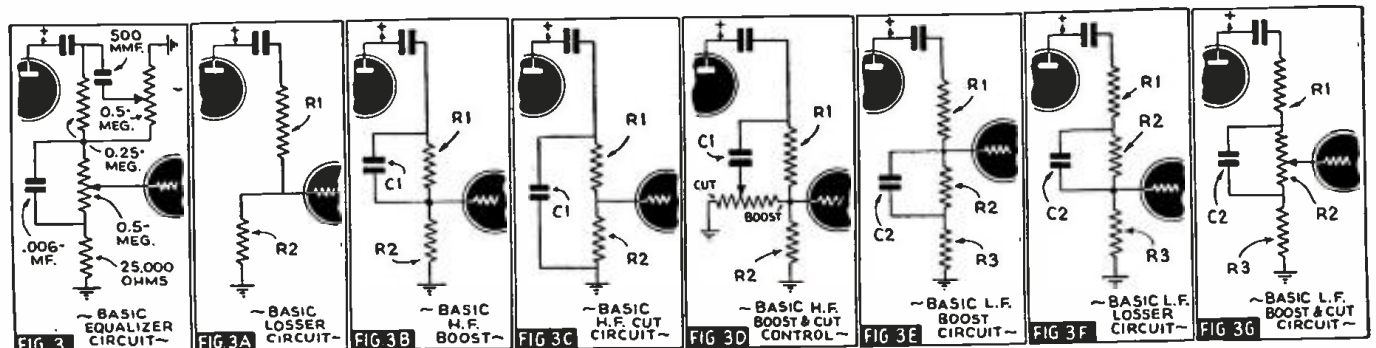 +
500
MMF.
0.5-
MEG.
0.25-
MEG.
.006-
MF.
0.5-
MEG.
25,000
OHMS
~BASIC
EQUALIZER
CIRCUIT~
FIG. 3
+
R1
R2
~BASIC
LOSSER
CIRCUIT~
FIG.3A
+
R1
C1
R2
~BASIC
H.F.
BOOST~
FIG 3B
+
R1
C1
R2
~BASIC
H.F. CUT
CIRCUIT~
FIG 3C
+
R1
C1
CUT
BOOST
R2
~BASIC H.F.
BOOST & CUT
CONTROL~
FIG 3D
+
R1
R2
C2
R3
~BASIC L.F.
BOOST
CIRCUIT~
FIG 3E
+
R1
R2
C2
R3
~BASIC L.F.
LOSSER
CIRCUIT~
FIG 3F
+
R1
C2
R2
R3
~BASIC L.F.
BOOST & CUT
CIRCUIT~
FIG 3G